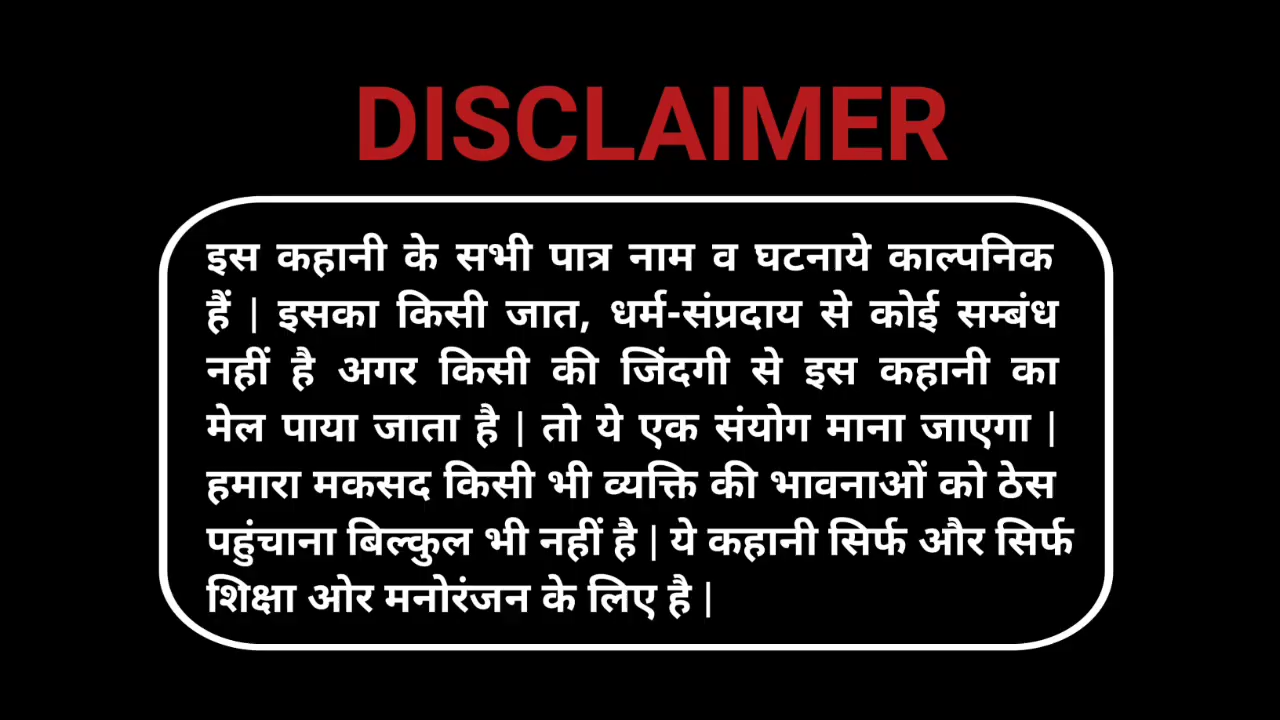 DISCLAIMER
इस कहानी के सभी पात्र नाम व घटनाये काल्पनिक
हैं | इसका किसी जात, धर्म-संप्रदाय से कोई सम्बंध
नहीं है अगर किसी की जिंदगी से इस कहानी का
मेल पाया जाता है | तो ये एक संयोग माना जाएगा |
हमारा मकसद किसी भी व्यक्ति की भावनाओं को ठेस
पहुंचाना बिल्कुल भी नहीं है | ये कहानी सिर्फ और सिर्फ
शिक्षा ओर मनोरंजन के लिए है |